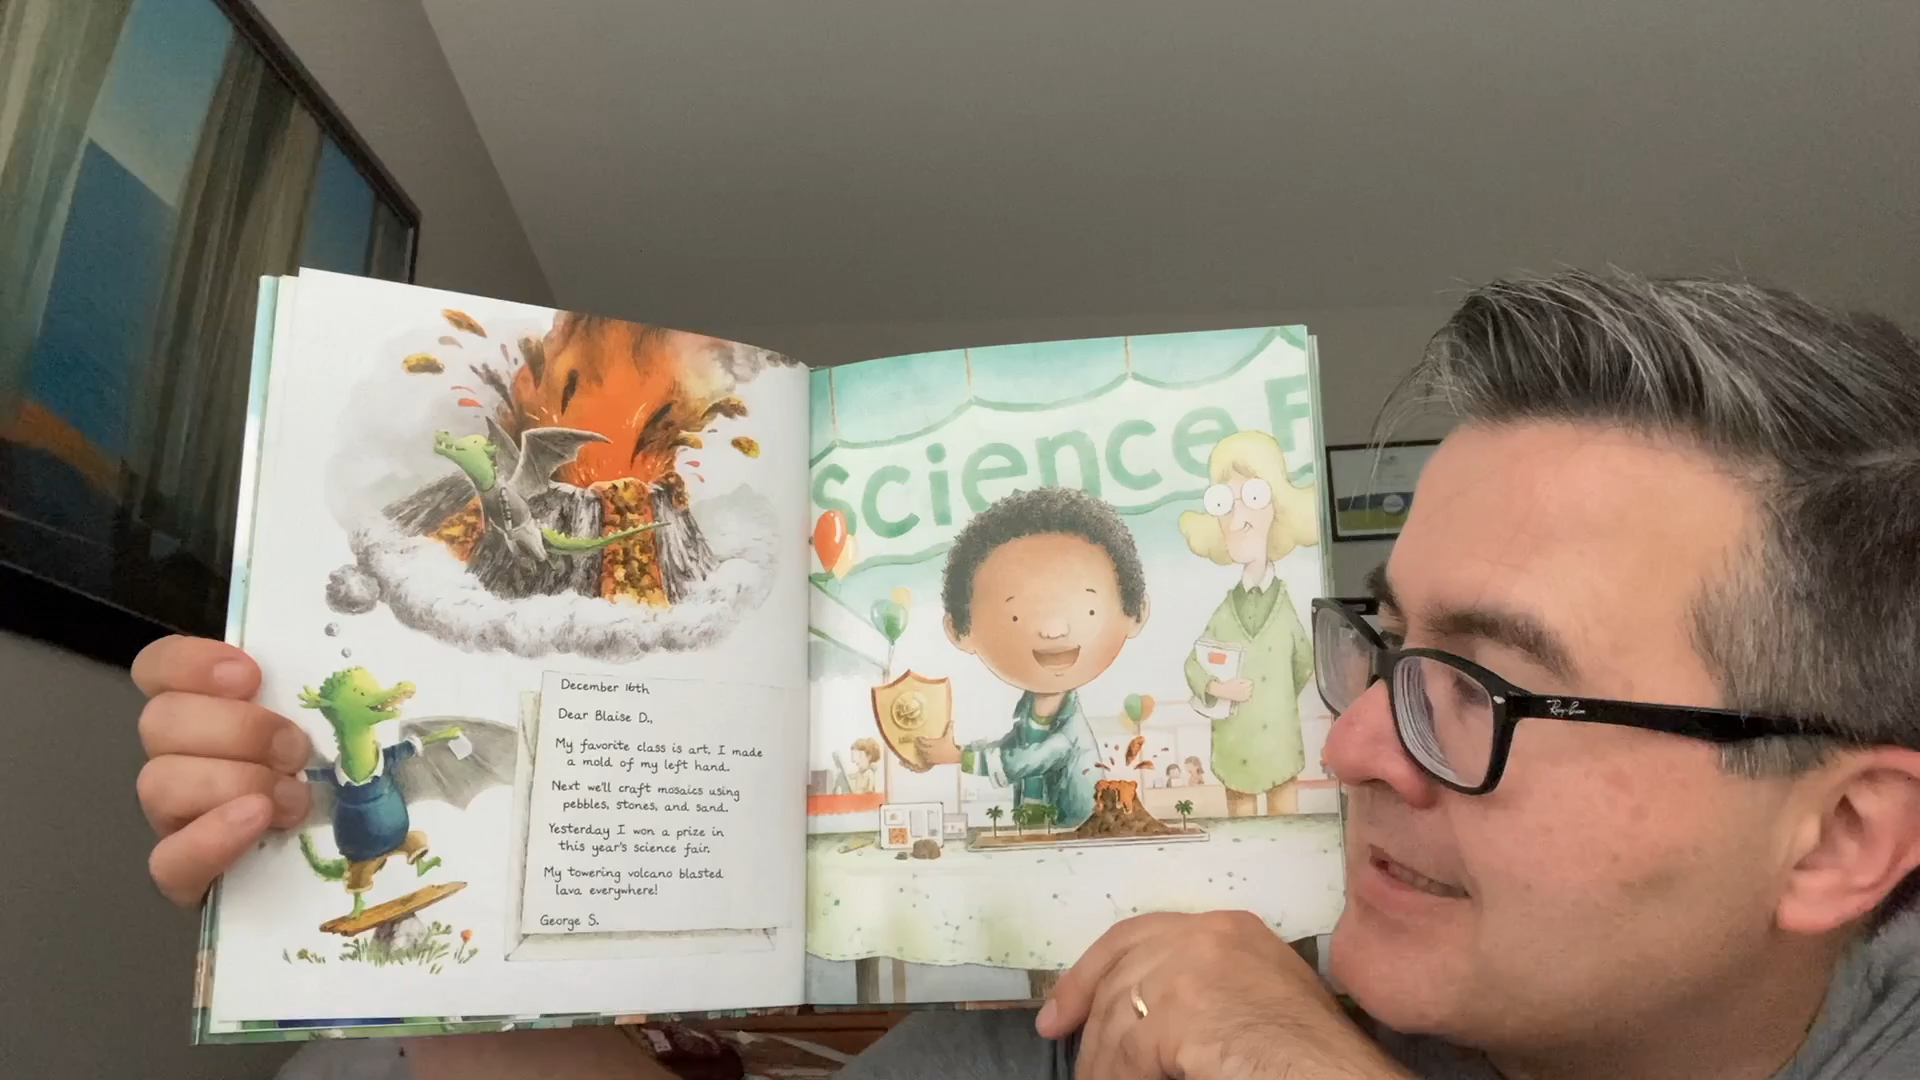 December 16th
Dear Blaise D.,
My favorite class is art. I made
a mold of my left hand.
Next we'll craft mosaics using
pebbles, stones, and sand.
Yesterday I won a prize in
this year's science fair.
My towering volcano blasted
lava everywhere!
George S.
Science F
Ray-Ban